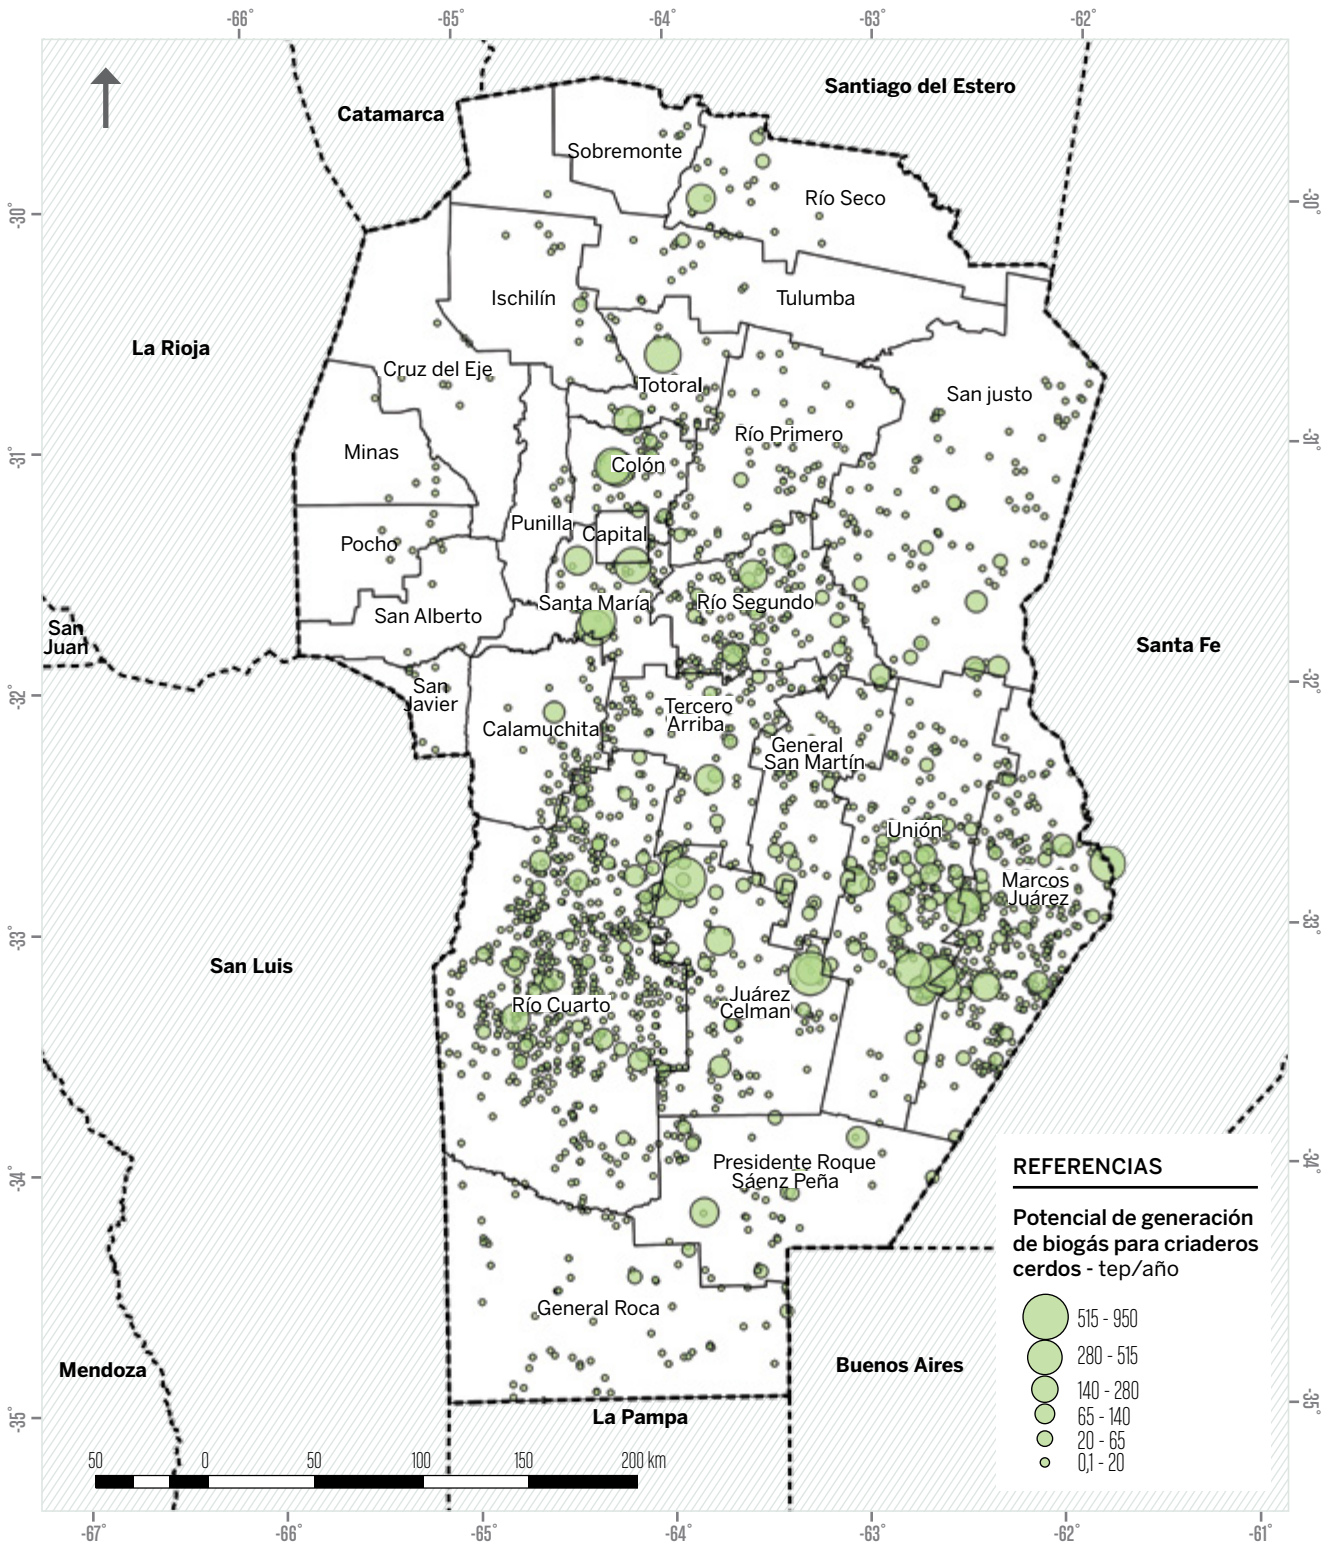 -66°
-65°
-64°
-63°
-62°
Santiago del Estero
Catamarca
Sobremonte
Río Seco
-30°
-30°
Ischilín
Tulumba
La Rioja
Cruz del Eje
Totoral
San justo
Río Primero
Minas
-31°
-31°
Colón
Punilla
Capital
Pocho
Santa María
Río Segundo
San Alberto
San
Juan
Santa Fe
-32°
-32°
San
Javier
Tercero
Arriba
Calamuchita
General
San Martín
Unión
Marcos
Juárez
-33°
-33°
San Luis
Juárez
Celman
Río Cuarto
-34°
-34°
Presidente Roque
Sáenz Peña
REFERENCIAS
Potencial de generación
de biogás para criaderos
cerdos - tep/año
515 - 950
280 - 515
140 - 280
65 - 140
20 - 65
0,1 - 20
General Roca
Mendoza
Buenos Aires
La Pampa
-35°
-35°
50
0
50
100
150
200 km
-67°
-66°
-65°
-64°
-63°
-62°
-61°